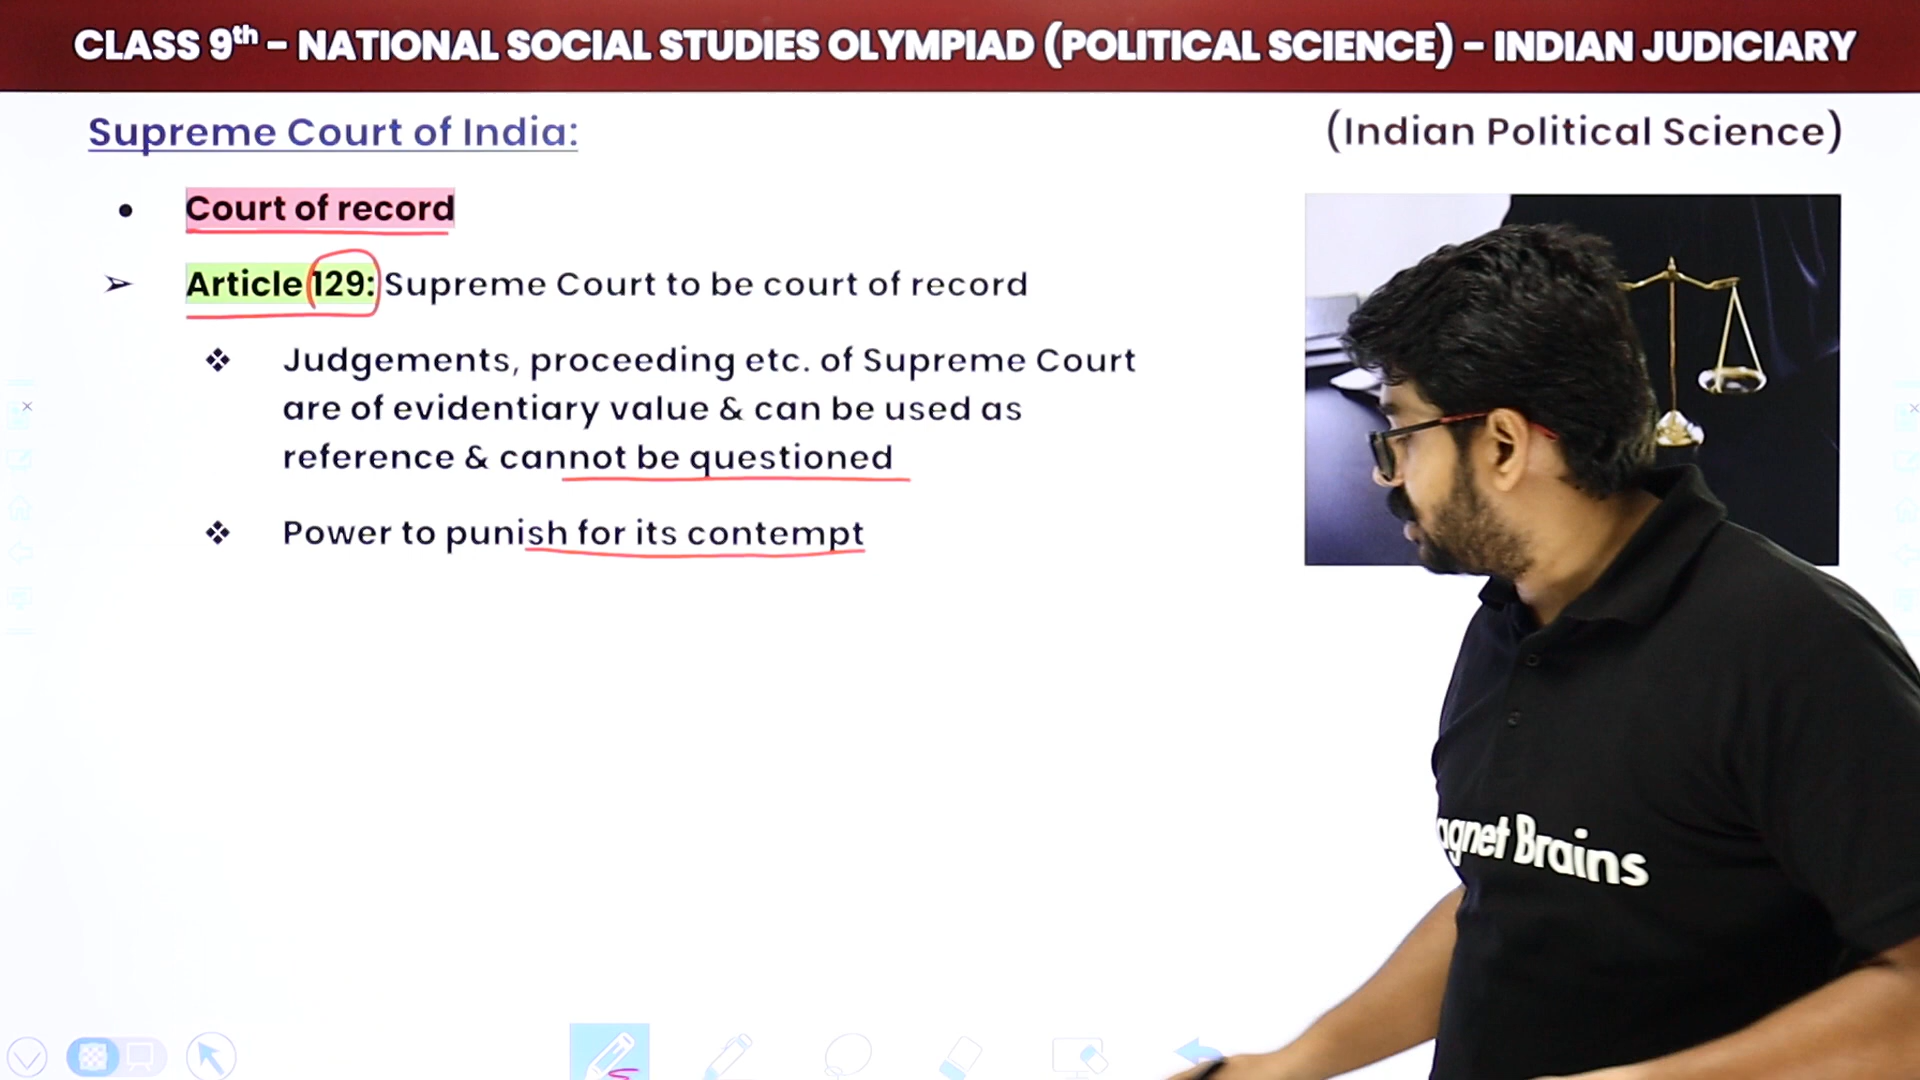 CLASS 9th - NATIONAL SOCIAL STUDIES OLYMPIAD (POLITICAL SCIENCE) - INDIAN JUDICIARY
Supreme Court of India:
(Indian Political Science)
• Court of record
➢ Article 129: Supreme Court to be court of record
❖ Judgements, proceeding etc. of Supreme Court
are of evidentiary value & can be used as
reference & cannot be questioned
❖ Power to punish for its contempt
agnet Brains